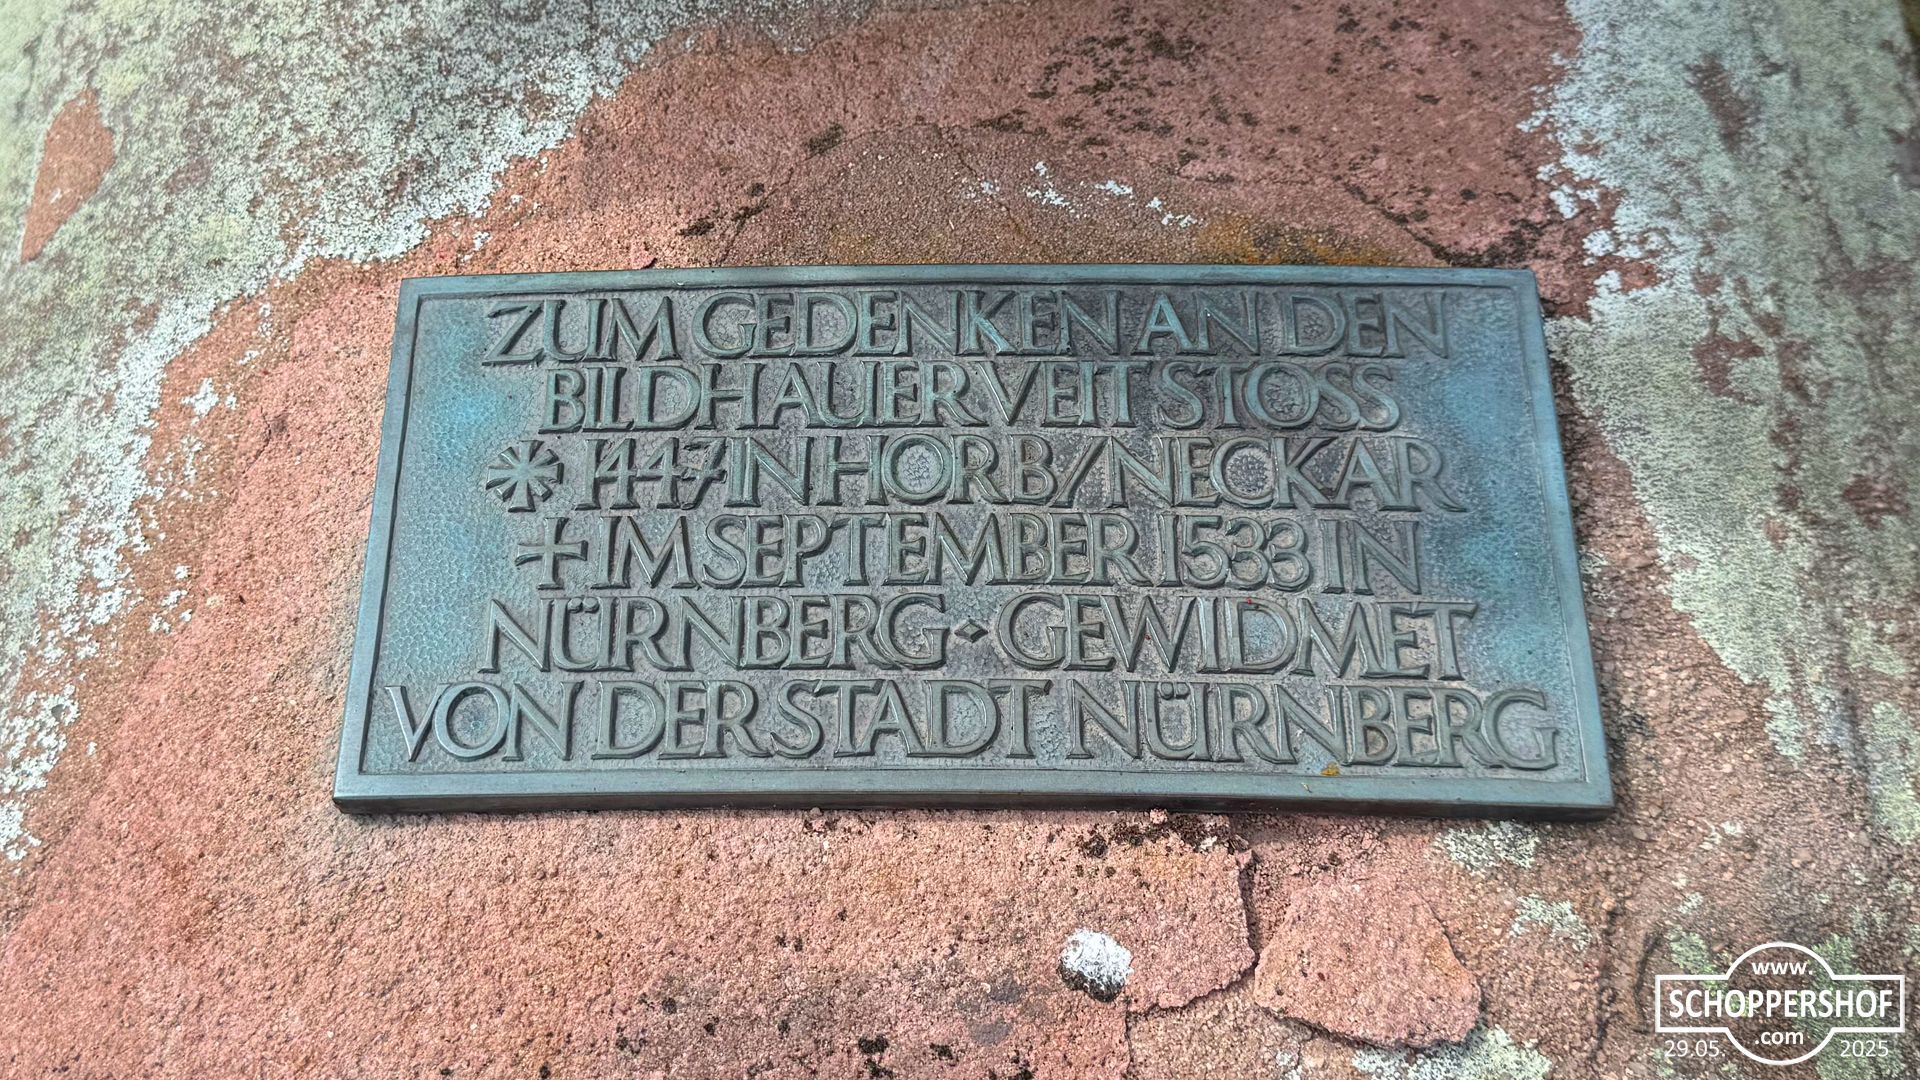 ZUM GEDENKEN AN DEN
BILDHAUER VEIT STOSS
* 1447 IN HORB/NECKAR
+ IM SEPTEMBER 1533 IN
NÜRNBERG · GEWIDMET
VON DER STADT NÜRNBERG
www.
SCHOPPERSHOF
.com
29.05. 2025